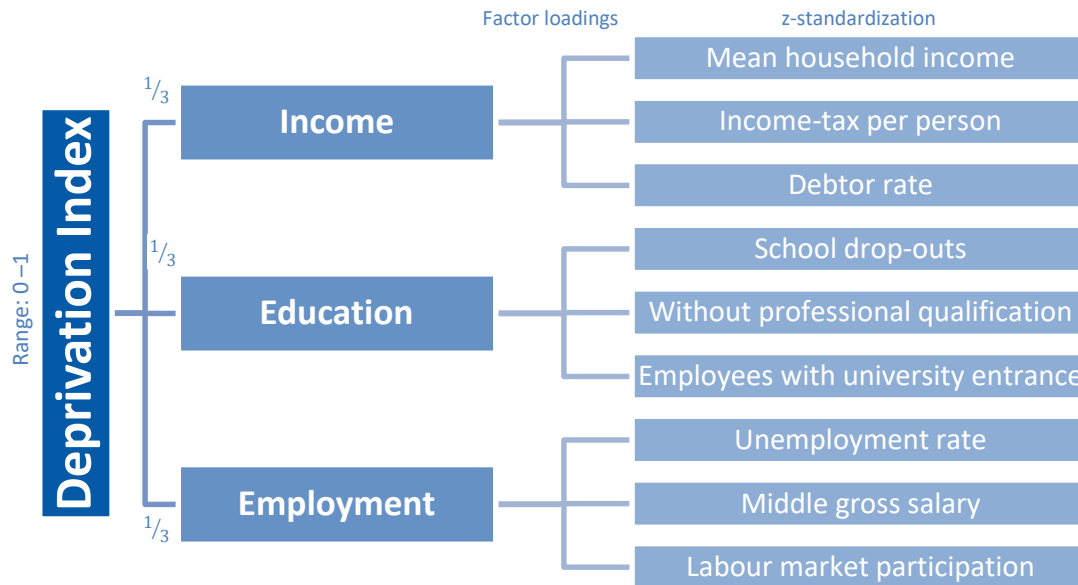 Factor loadings
z-standardization
Range: 0 –1
Deprivation Index
1/3
Income
Mean household income
Income-tax per person
Debtor rate
1/3
Education
School drop-outs
Without professional qualification
Employees with university entrance
1/3
Employment
Unemployment rate
Middle gross salary
Labour market participation